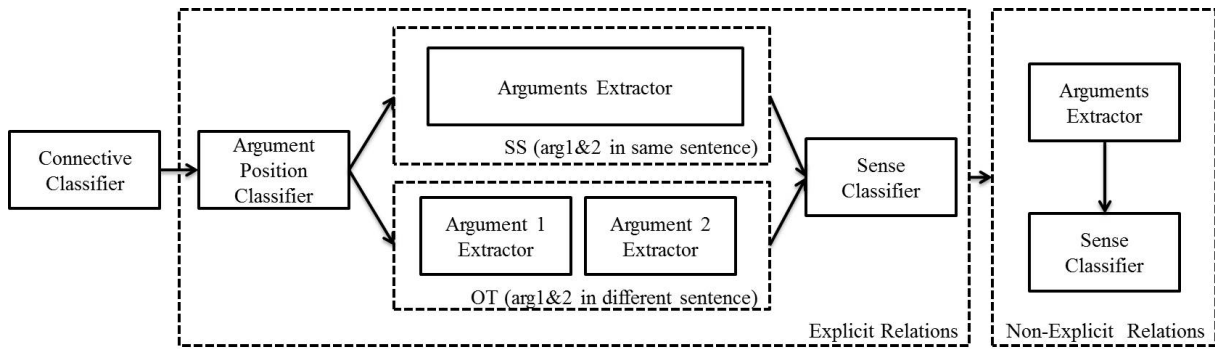 Connective
Classifier
Argument
Position
Classifier
Arguments Extractor
SS (arg1&2 in same sentence)
Argument 1
Extractor
Argument 2
Extractor
OT (arg1&2 in different sentence)
Sense
Classifier
Explicit Relations
Arguments
Extractor
Sense
Classifier
Non-Explicit Relations